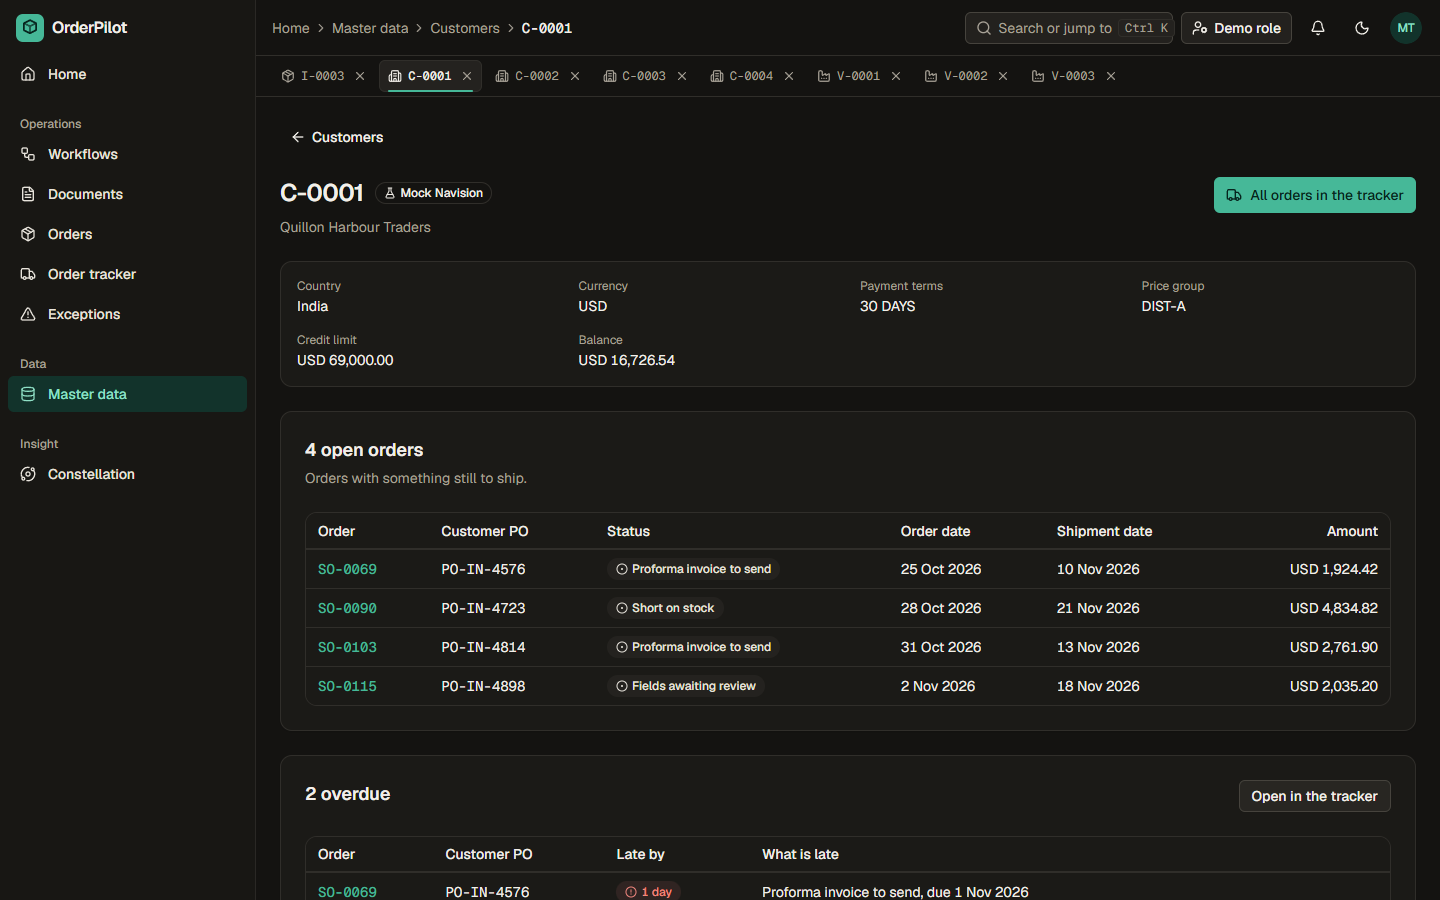 OrderPilot
Home
Operations
Workflows
Documents
Orders
Order tracker
Exceptions
Data
Master data
Insight
Constellation
Home > Master data > Customers > C-0001
Search or jump to Ctrl K
Demo role
MT
I-0003
C-0001
C-0002
C-0003
C-0004
V-0001
V-0002
V-0003
Customers
C-0001 Mock Navision
Quillon Harbour Traders
All orders in the tracker
Country Currency Payment terms Price group
India USD 30 DAYS DIST-A
Credit limit Balance
USD 69,000.00 USD 16,726.54
4 open orders
Orders with something still to ship.
Order Customer PO Status Order date Shipment date Amount
SO-0069 PO-IN-4576 Proforma invoice to send 25 Oct 2026 10 Nov 2026 USD 1,924.42
SO-0090 PO-IN-4723 Short on stock 28 Oct 2026 21 Nov 2026 USD 4,834.82
SO-0103 PO-IN-4814 Proforma invoice to send 31 Oct 2026 13 Nov 2026 USD 2,761.90
SO-0115 PO-IN-4898 Fields awaiting review 2 Nov 2026 18 Nov 2026 USD 2,035.20
2 overdue
Open in the tracker
Order Customer PO Late by What is late
SO-0069 PO-IN-4576 1 day Proforma invoice to send, due 1 Nov 2026